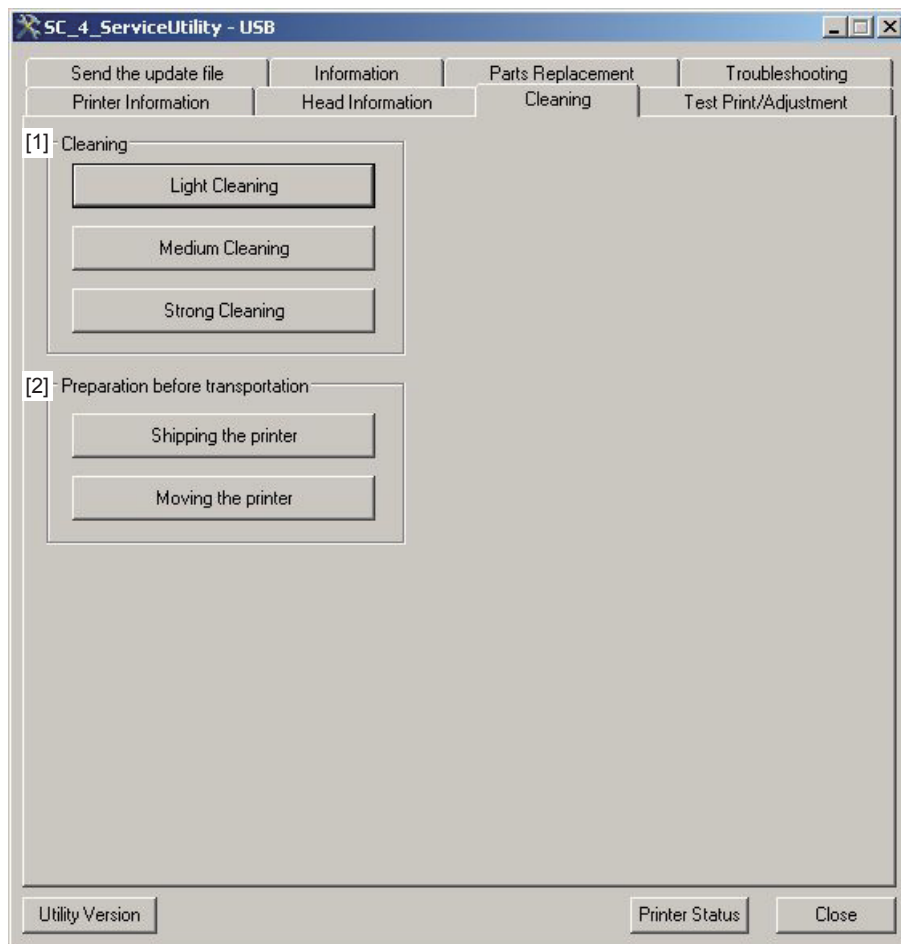 SC_4_ServiceUtility - USB
Send the update file Information Parts Replacement Troubleshooting
Printer Information Head Information Cleaning Test Print/Adjustment
[1] Cleaning
Light Cleaning
Medium Cleaning
Strong Cleaning
[2] Preparation before transportation
Shipping the printer
Moving the printer
Utility Version Printer Status Close